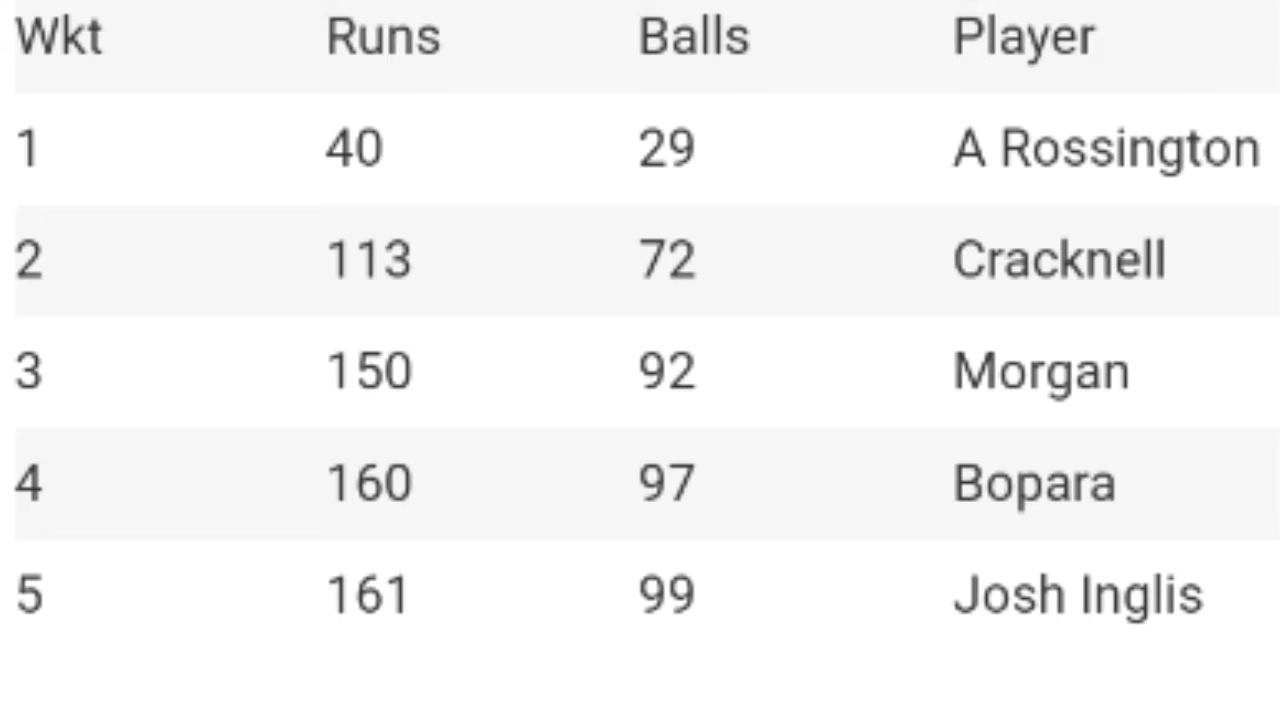 Wkt Runs Balls Player
1 40 29 A Rossington
2 113 72 Cracknell
3 150 92 Morgan
4 160 97 Bopara
5 161 99 Josh Inglis